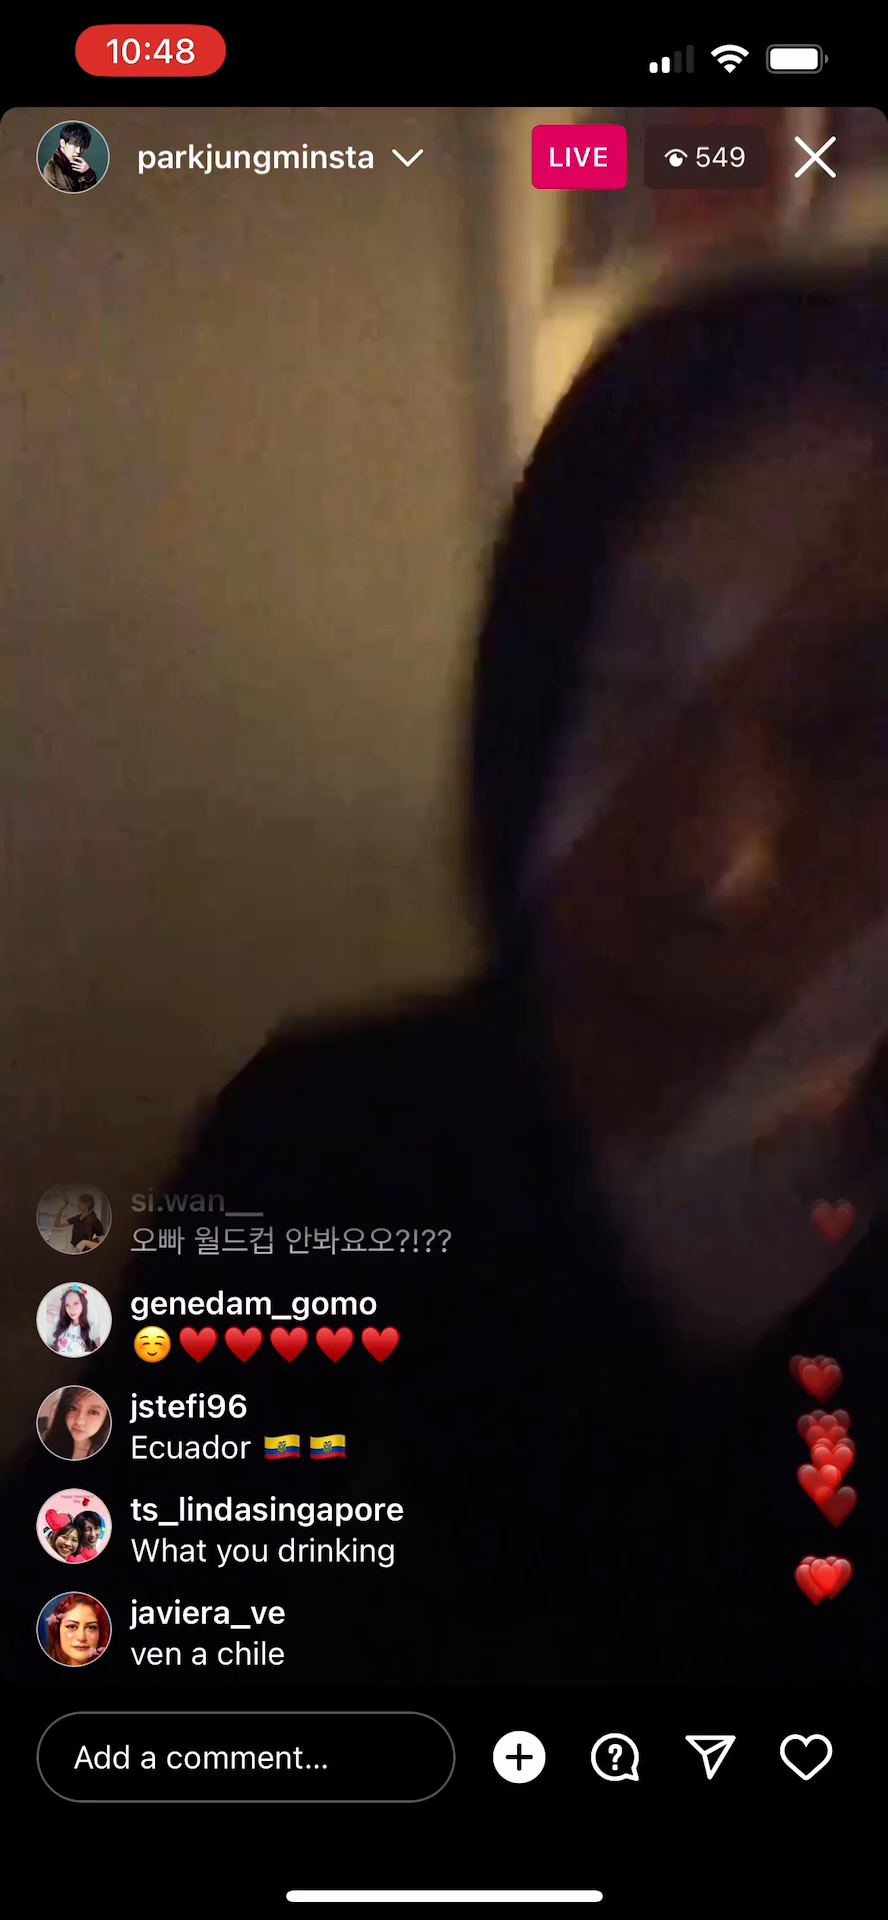 10:48
parkjungminsta
LIVE
549
si.wan__
오빠 월드컵 안봐요오?!??
genedam_gomo
☺️❤️❤️❤️❤️❤️
jstefi96
Ecuador 🇪🇨 🇪🇨
ts_lindasingapore
What you drinking
javiera_ve
ven a chile
Add a comment...